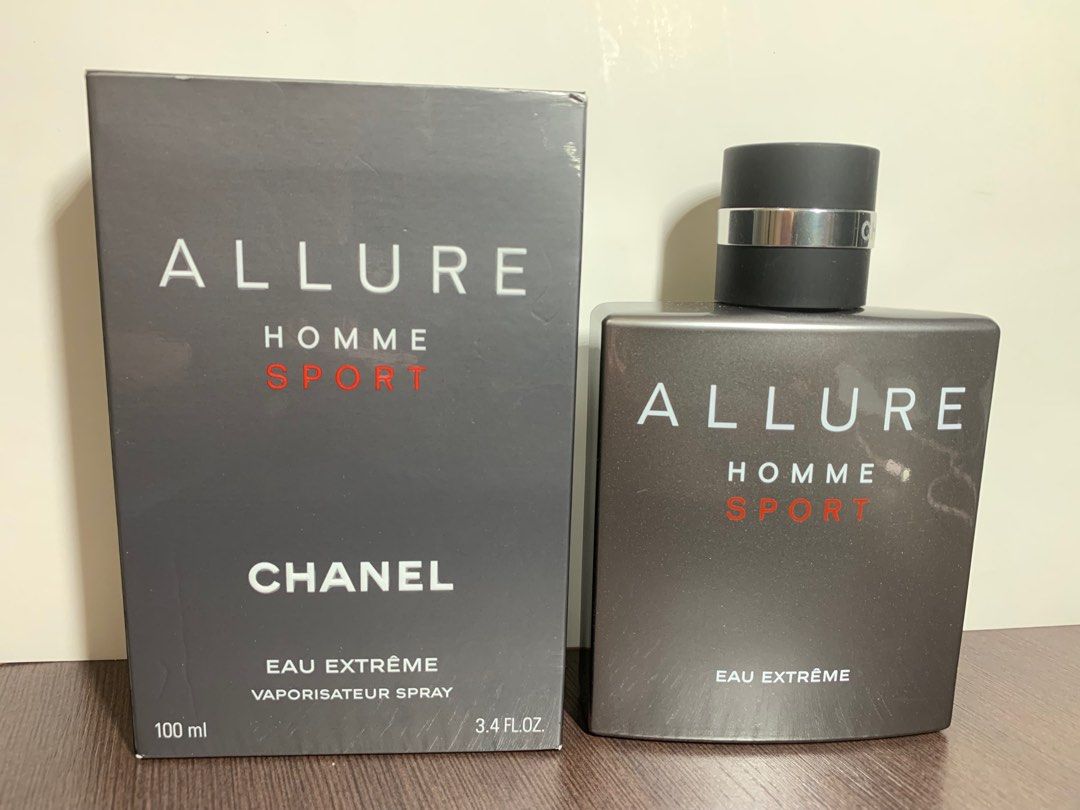 ALLURE
HOMME
SPORT
CHANEL
EAU EXTRÊME
VAPORISATEUR SPRAY
100 ml
3.4 FL.OZ.
ALLURE
HOMME
SPORT
EAU EXTRÊME